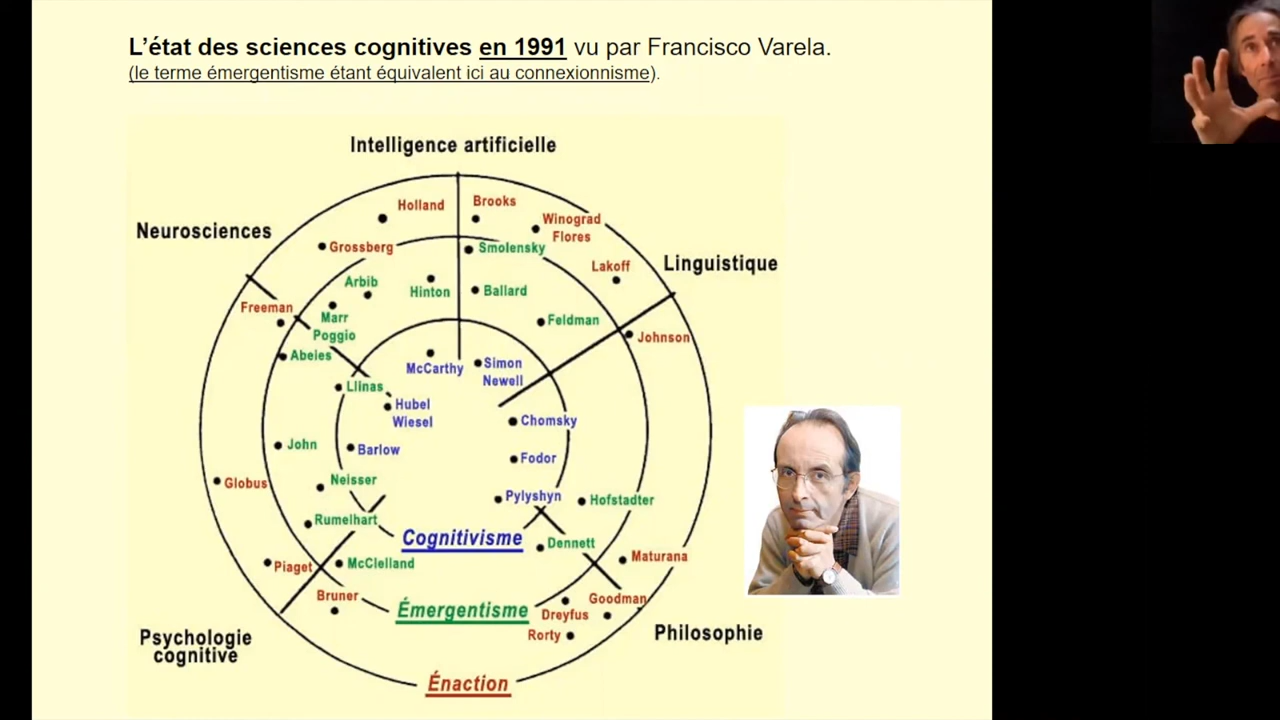 L'état des sciences cognitives en 1991 vu par Francisco Varela.
(le terme émergentisme étant équivalent ici au connexionnisme).
Intelligence artificielle
Neurosciences
Linguistique
Holland
Brooks
Winograd
Flores
Grossberg
Smolensky
Lakoff
Arbib
Hinton
Ballard
Freeman
Marr
Poggio
Feldman
Johnson
Abeies
McCarthy
Simon
Newell
Llinas
Hubel
Wiesel
Chomsky
John
Barlow
Fodor
Globus
Neisser
Pylyshyn
Hofstadter
Rumelhart
Cognitivisme
Dennett
Maturana
Piaget
McClelland
Bruner
Émergentisme
Goodman
Dreyfus
Rorty
Psychologie
cognitive
Philosophie
Énaction